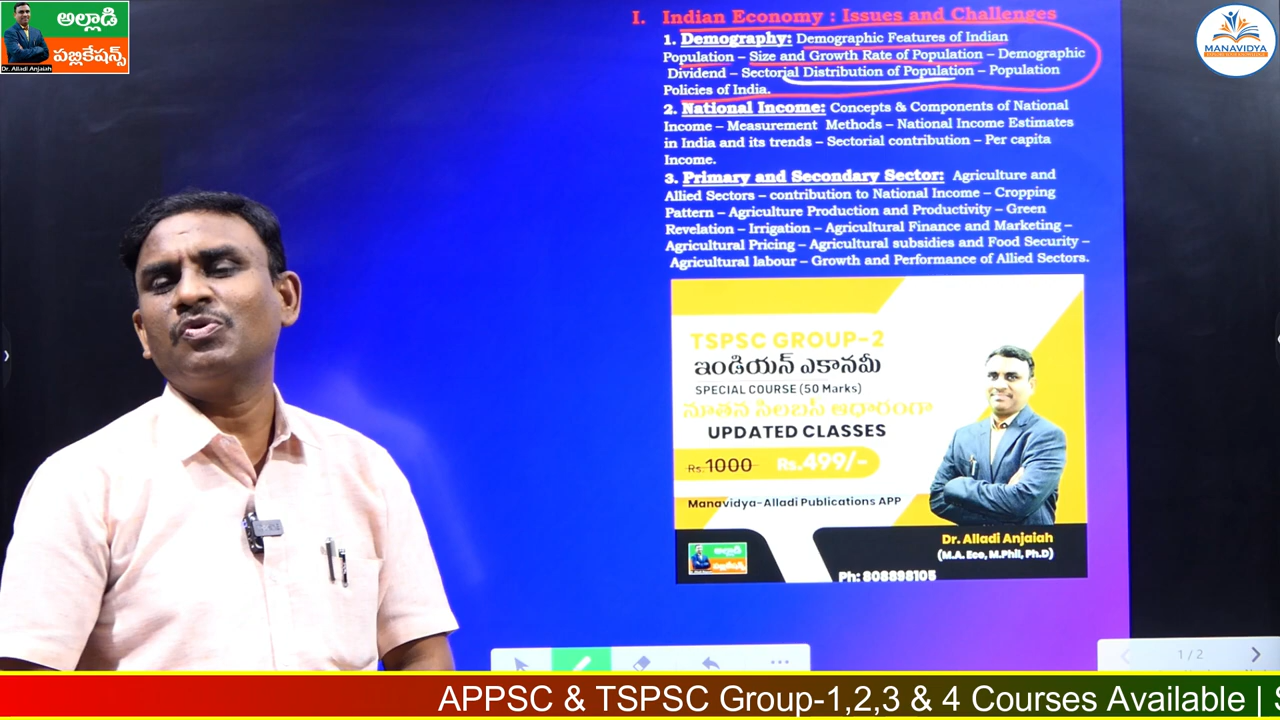 అల్లాడి
పబ్లికేషన్స్
Dr. Alladi Anjaiah
MANAVIDYA
I. Indian Economy : Issues and Challenges
1. Demography: Demographic Features of Indian
Population – Size and Growth Rate of Population – Demographic
Dividend – Sectorial Distribution of Population – Population
Policies of India.
2. National Income: Concepts & Components of National
Income – Measurement Methods – National Income Estimates
in India and its trends – Sectorial contribution – Per capita
Income.
3. Primary and Secondary Sector: Agriculture and
Allied Sectors – contribution to National Income – Cropping
Pattern – Agriculture Production and Productivity – Green
Revelation – Irrigation – Agricultural Finance and Marketing –
Agricultural Pricing – Agricultural subsidies and Food Security –
Agricultural labour – Growth and Performance of Allied Sectors.
TSPSC GROUP-2
ఇండియన్ ఎకానమీ
SPECIAL COURSE (50 Marks)
నూతన సిలబస్ ఆధారంగా
UPDATED CLASSES
Rs.1000 Rs.499/-
Manavidya-Alladi Publications APP
అల్లాడి
Dr. Alladi Anjaiah
(M.A. Eco, M.Phil, Ph.D)
Ph: 808898105
1 / 2
APPSC & TSPSC Group-1,2,3 & 4 Courses Available | S